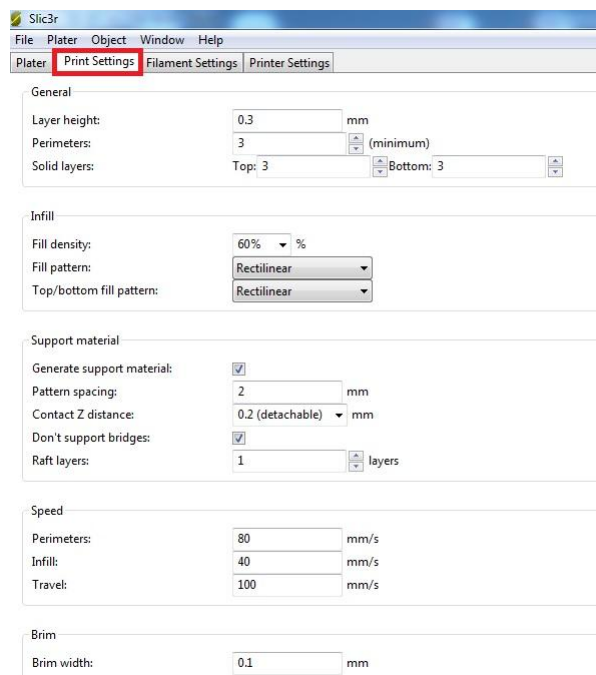 Slic3r
File Plater Object Window Help
Plater Print Settings Filament Settings Printer Settings
General
Layer height: 0.3 mm
Perimeters: 3 (minimum)
Solid layers: Top: 3 Bottom: 3
Infill
Fill density: 60% %
Fill pattern: Rectilinear
Top/bottom fill pattern: Rectilinear
Support material
Generate support material:
Pattern spacing: 2 mm
Contact Z distance: 0.2 (detachable) mm
Don't support bridges:
Raft layers: 1 layers
Speed
Perimeters: 80 mm/s
Infill: 40 mm/s
Travel: 100 mm/s
Brim
Brim width: 0.1 mm